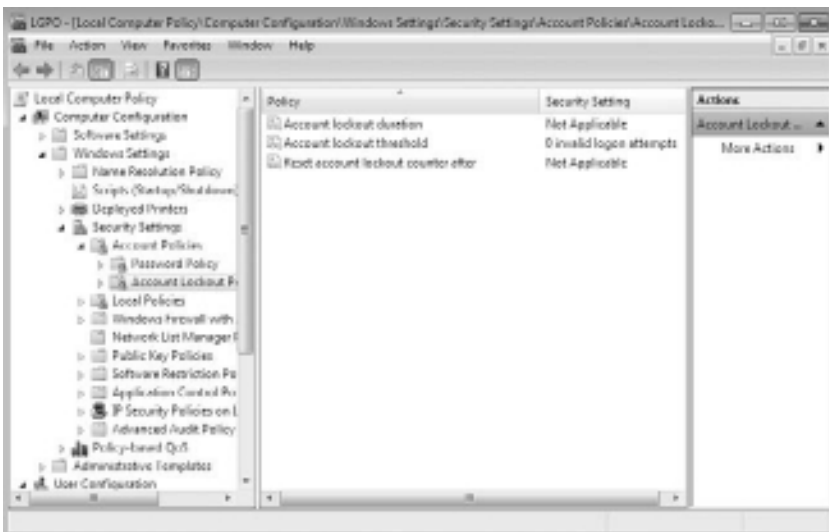 LGPO - [Local Computer Policy\Computer Configuration\Windows Settings\Security Settings\Account Policies\Account Locko...
File Action View Favorites Window Help
Local Computer Policy
Computer Configuration
Software Settings
Windows Settings
Name Resolution Policy
Scripts (Startup/Shutdown)
Deployed Printers
Security Settings
Account Policies
Password Policy
Account Lockout P
Local Policies
Windows Firewall with
Network List Manager
Public Key Policies
Software Restriction Po
Application Control Po
IP Security Policies on L
Advanced Audit Policy
Policy-based QoS
Administrative Templates
User Configuration
Policy Security Setting
Account lockout duration Not Applicable
Account lockout threshold 0 invalid logon attempts
Reset account lockout counter after Not Applicable
Actions
Account Lockout ...
More Actions